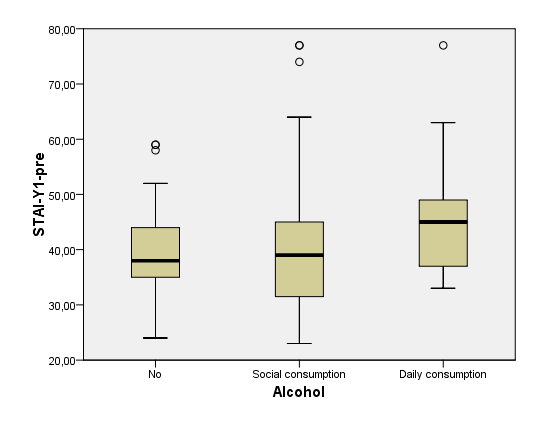 80,00
70,00
60,00
50,00
40,00
30,00
20,00
STAI-Y1-pre
No
Social consumption
Daily consumption
Alcohol